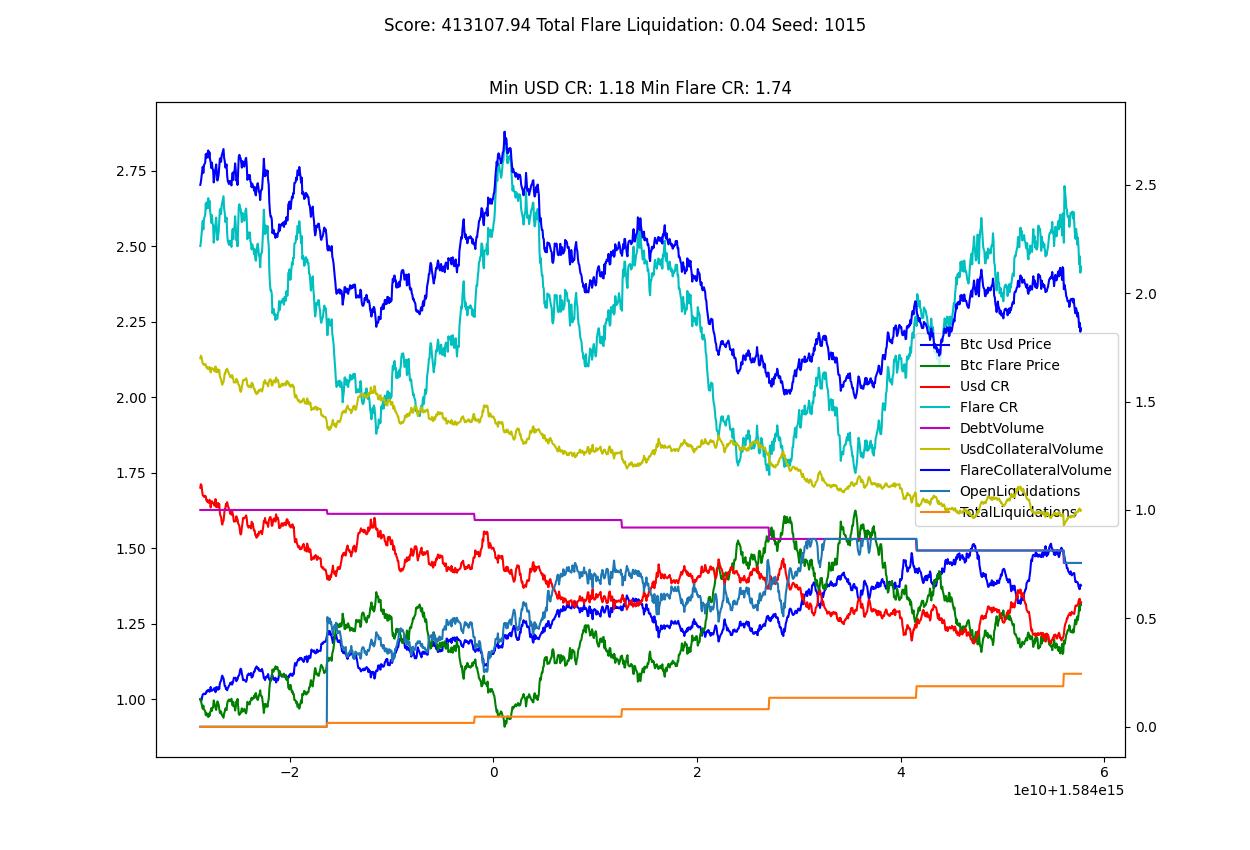 Score: 413107.94 Total Flare Liquidation: 0.04 Seed: 1015
Min USD CR: 1.18 Min Flare CR: 1.74
2.75
2.50
2.25
2.00
1.75
1.50
1.25
1.00
2.5
2.0
1.5
1.0
0.5
0.0
Btc Usd Price
Btc Flare Price
Usd CR
Flare CR
DebtVolume
UsdCollateralVolume
FlareCollateralVolume
OpenLiquidations
TotalLiquidations
−2
0
2
4
6
1e10+1.584e15